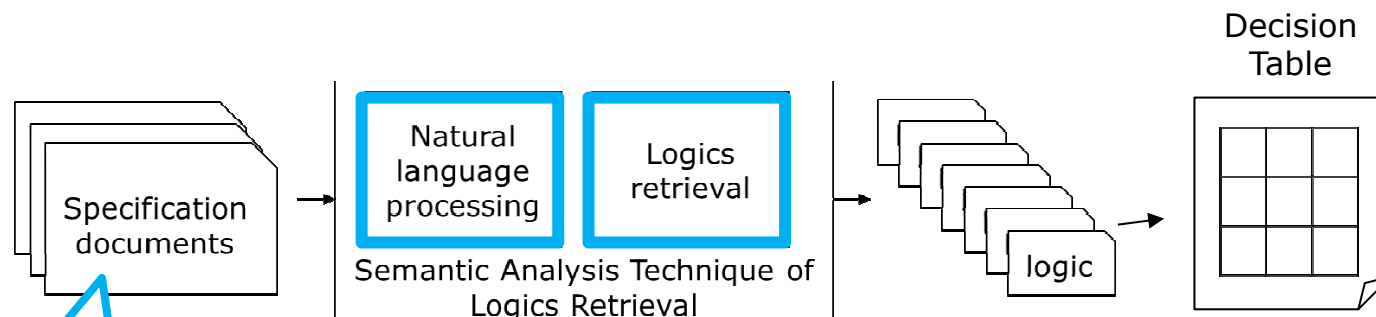 Specification
documents
Natural
language
processing
Logics
retrieval
Semantic Analysis Technique of
Logics Retrieval
logic
Decision
Table